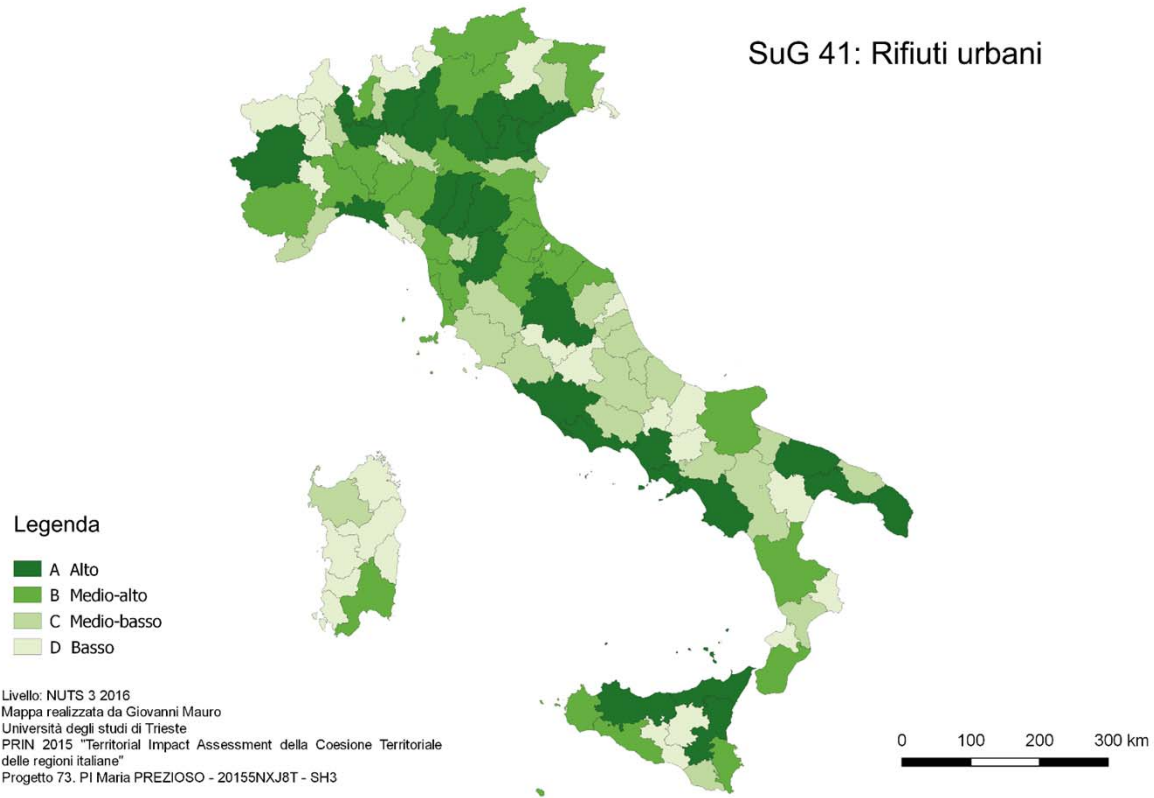 SuG 41: Rifiuti urbani
Legenda
A Alto
B Medio-alto
C Medio-basso
D Basso
Livello: NUTS 3 2016
Mappa realizzata da Giovanni Mauro
Università degli studi di Trieste
PRIN 2015 "Territorial Impact Assessment della Coesione Territoriale
delle regioni italiane"
Progetto 73. PI Maria PREZIOSO - 20155NXJ8T - SH3
0 100 200 300 km